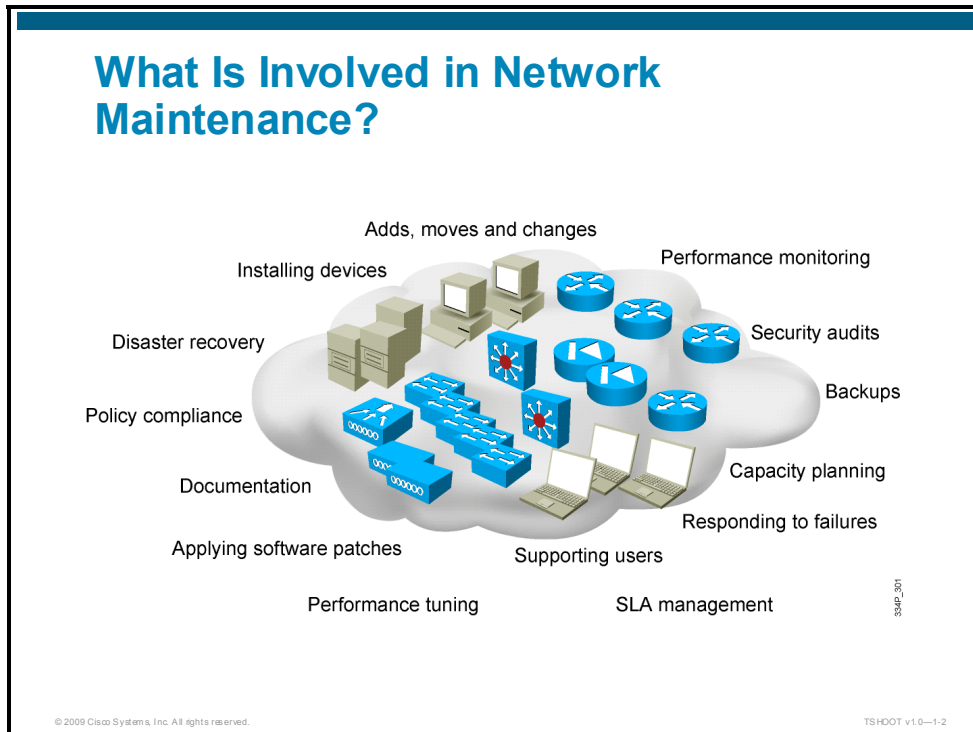 What Is Involved in Network
Maintenance?
Adds, moves and changes
Performance monitoring
Installing devices
Security audits
Disaster recovery
Backups
Policy compliance
Capacity planning
Documentation
Responding to failures
Applying software patches
Supporting users
Performance tuning
SLA management
334P_301
© 2009 Cisco Systems, Inc. All rights reserved.
TSHOOT v1.0—1-2